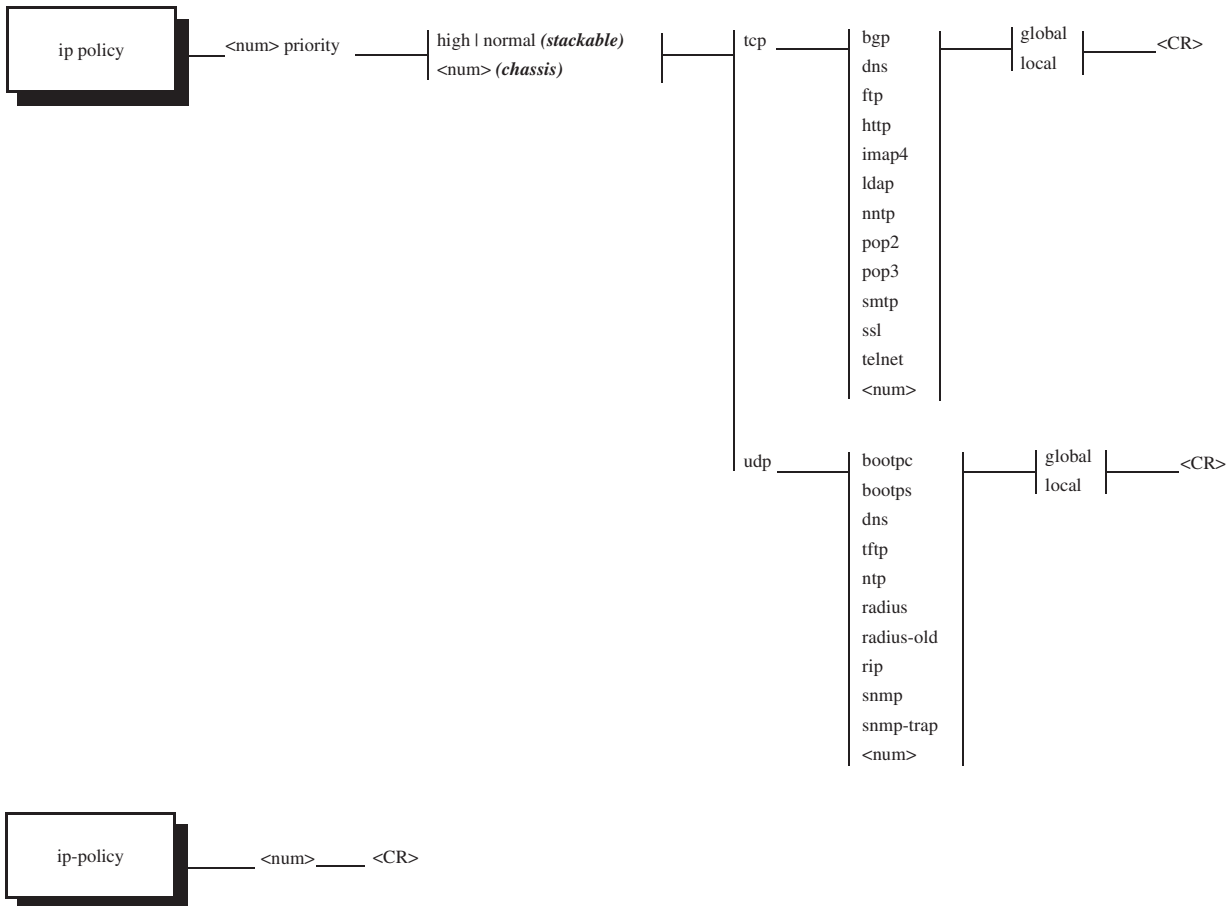 ip policy
<num> priority
high | normal (stackable)
<num> (chassis)
tcp
bgp
dns
ftp
http
imap4
ldap
nntp
pop2
pop3
smtp
ssl
telnet
<num>
global
local
<CR>
udp
bootpc
bootps
dns
tftp
ntp
radius
radius-old
rip
snmp
snmp-trap
<num>
global
local
<CR>
ip-policy
<num>
<CR>